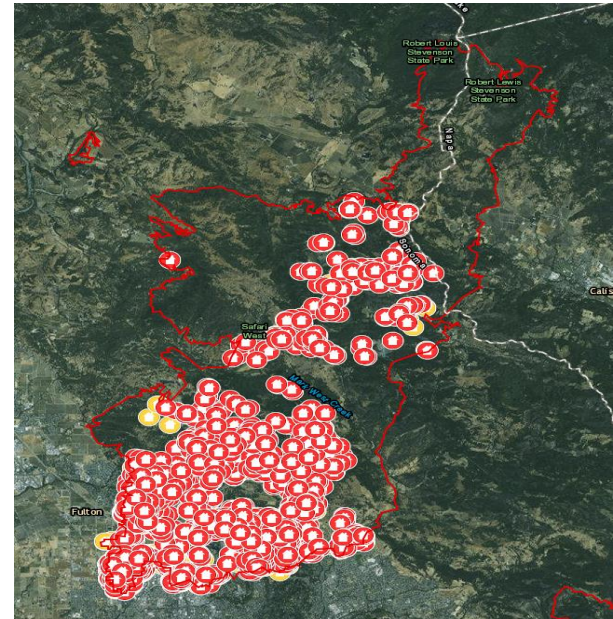 ke
Robert Louis
Stevenson
State Park
Robert Lewis
Stevenson
State Park
Napa
Sonoma
Calis
Safari
West
Mark West Creek
Fulton